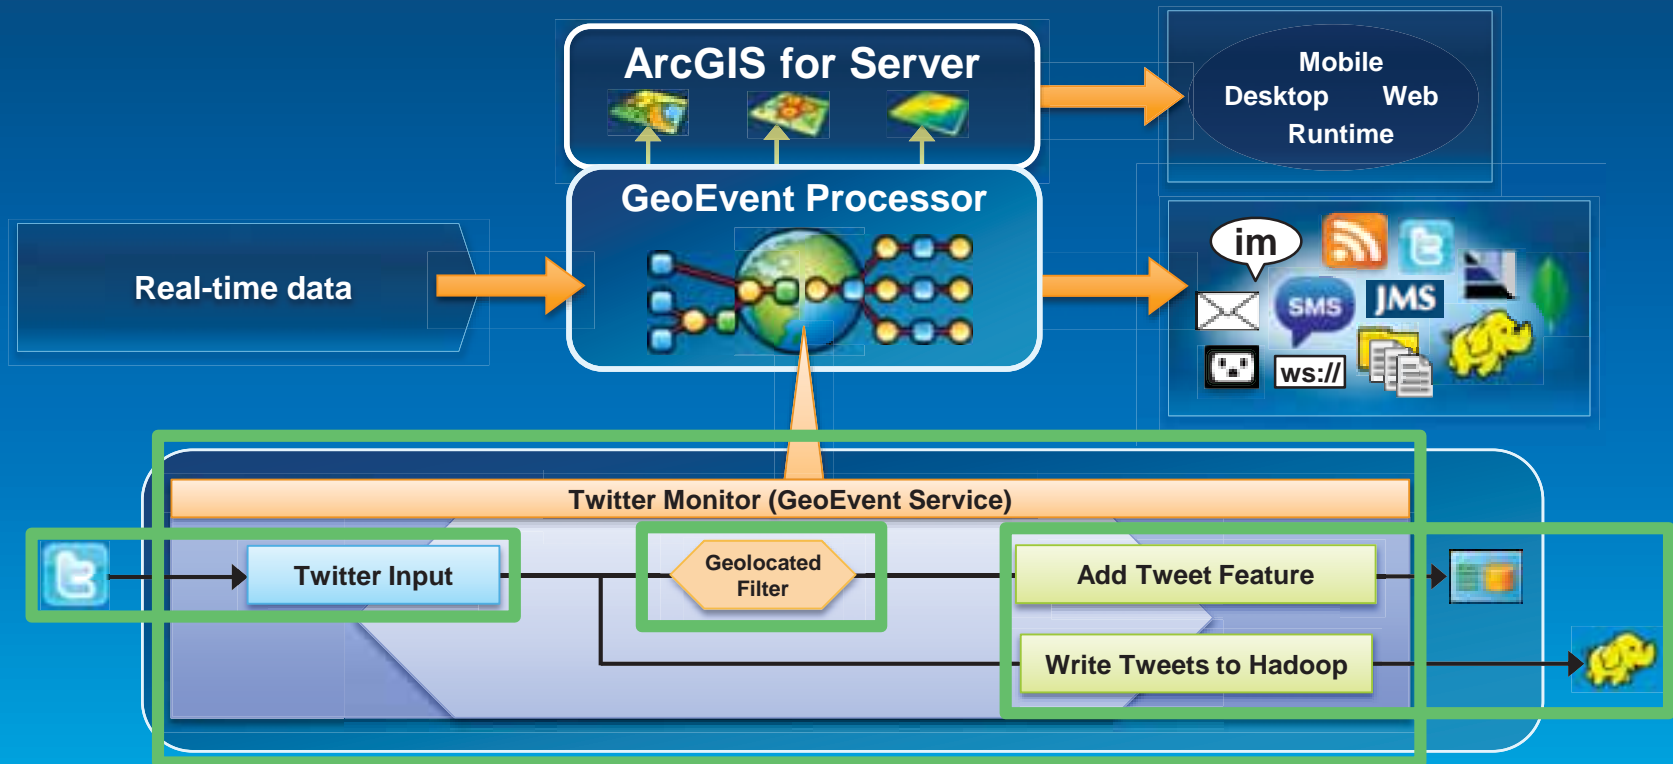 ArcGIS for Server
Mobile
Desktop Web
Runtime
GeoEvent Processor
Real-time data
im
SMS
JMS
ws://
Twitter Monitor (GeoEvent Service)
Twitter Input
Geolocated
Filter
Add Tweet Feature
Write Tweets to Hadoop